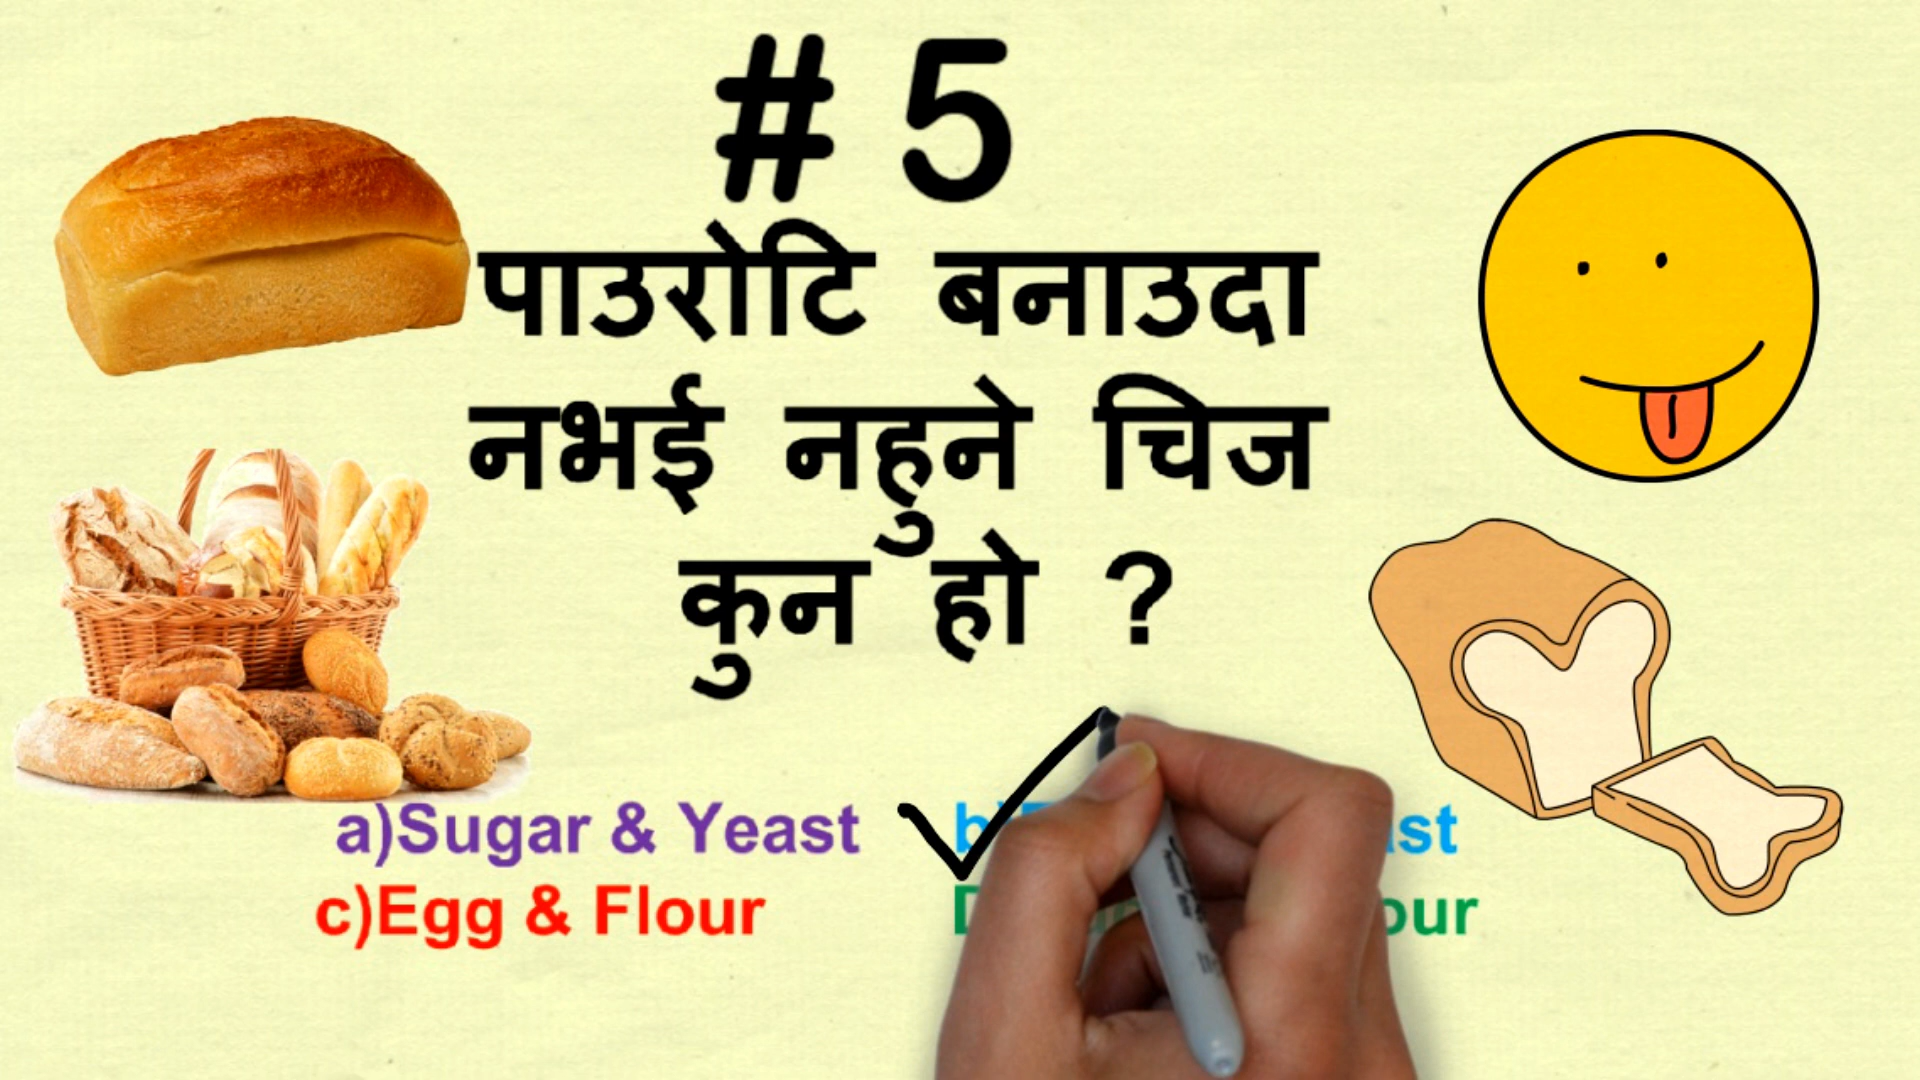 # 5
पाउरोटि बनाउदा
नभई नहुने चिज
कुन हो ?
a)Sugar & Yeast
c)Egg & Flour